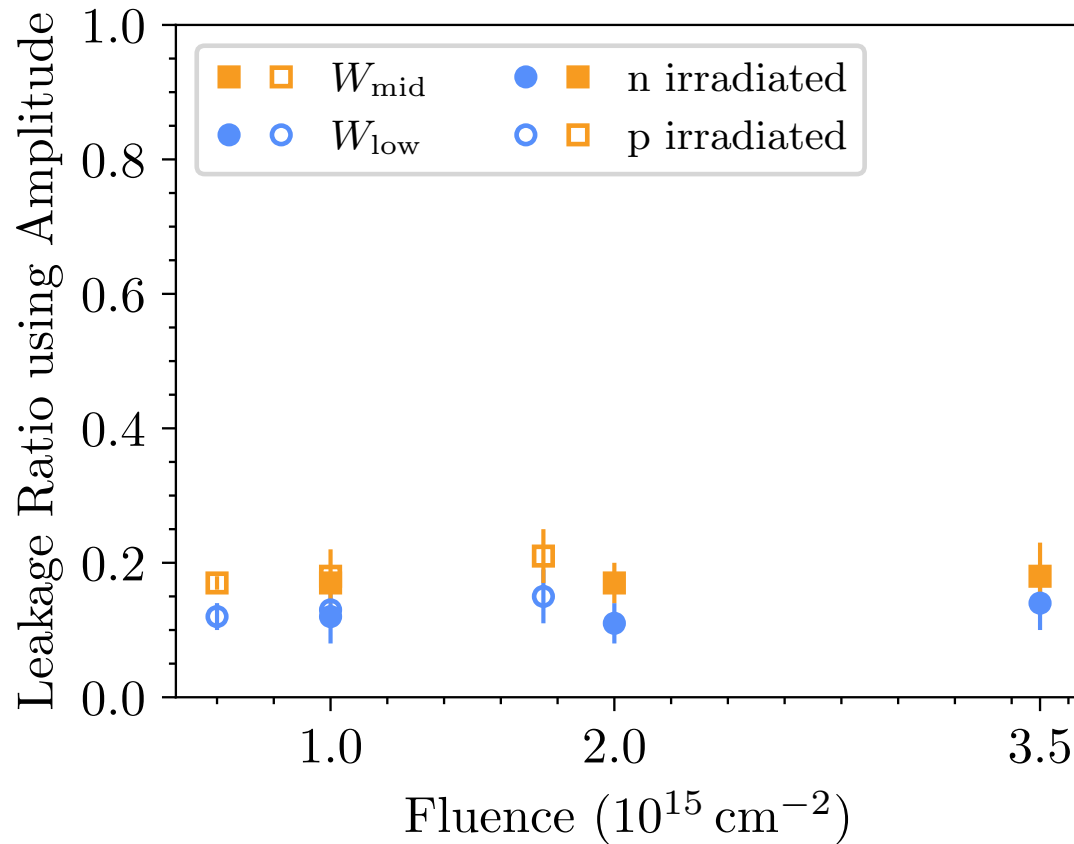 Leakage Ratio using Amplitude
1.0
0.8
0.6
0.4
0.2
0.0
W_mid n irradiated
W_low p irradiated
1.0 2.0 3.5
Fluence (10^15 cm^−2)